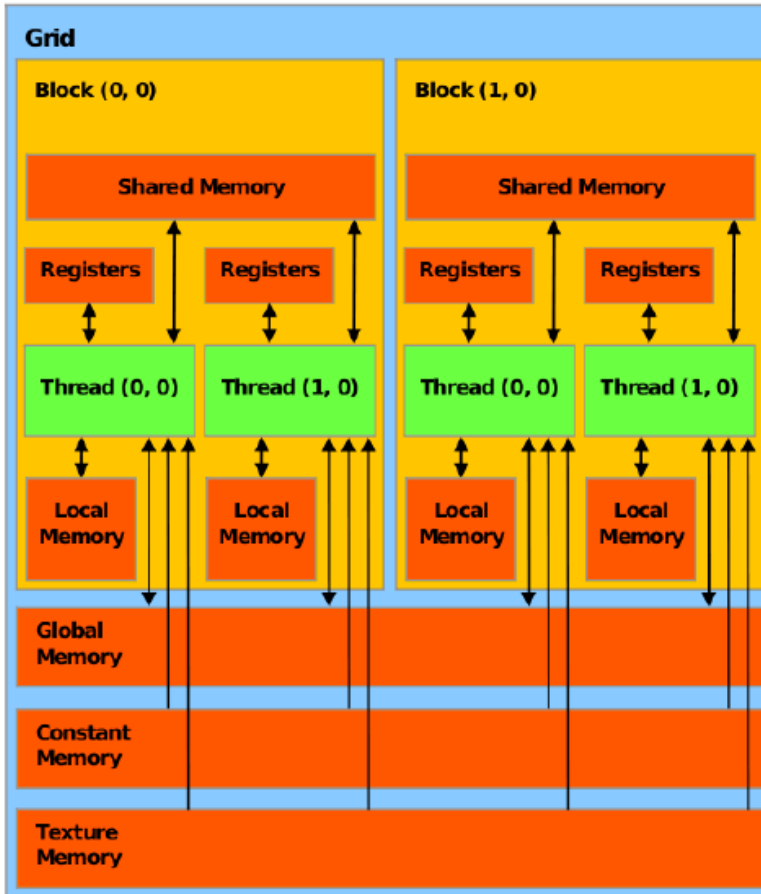 Grid
Block (0, 0)
Block (1, 0)
Shared Memory
Shared Memory
Registers
Registers
Registers
Registers
Thread (0, 0)
Thread (1, 0)
Thread (0, 0)
Thread (1, 0)
Local
Memory
Local
Memory
Local
Memory
Local
Memory
Global
Memory
Constant
Memory
Texture
Memory